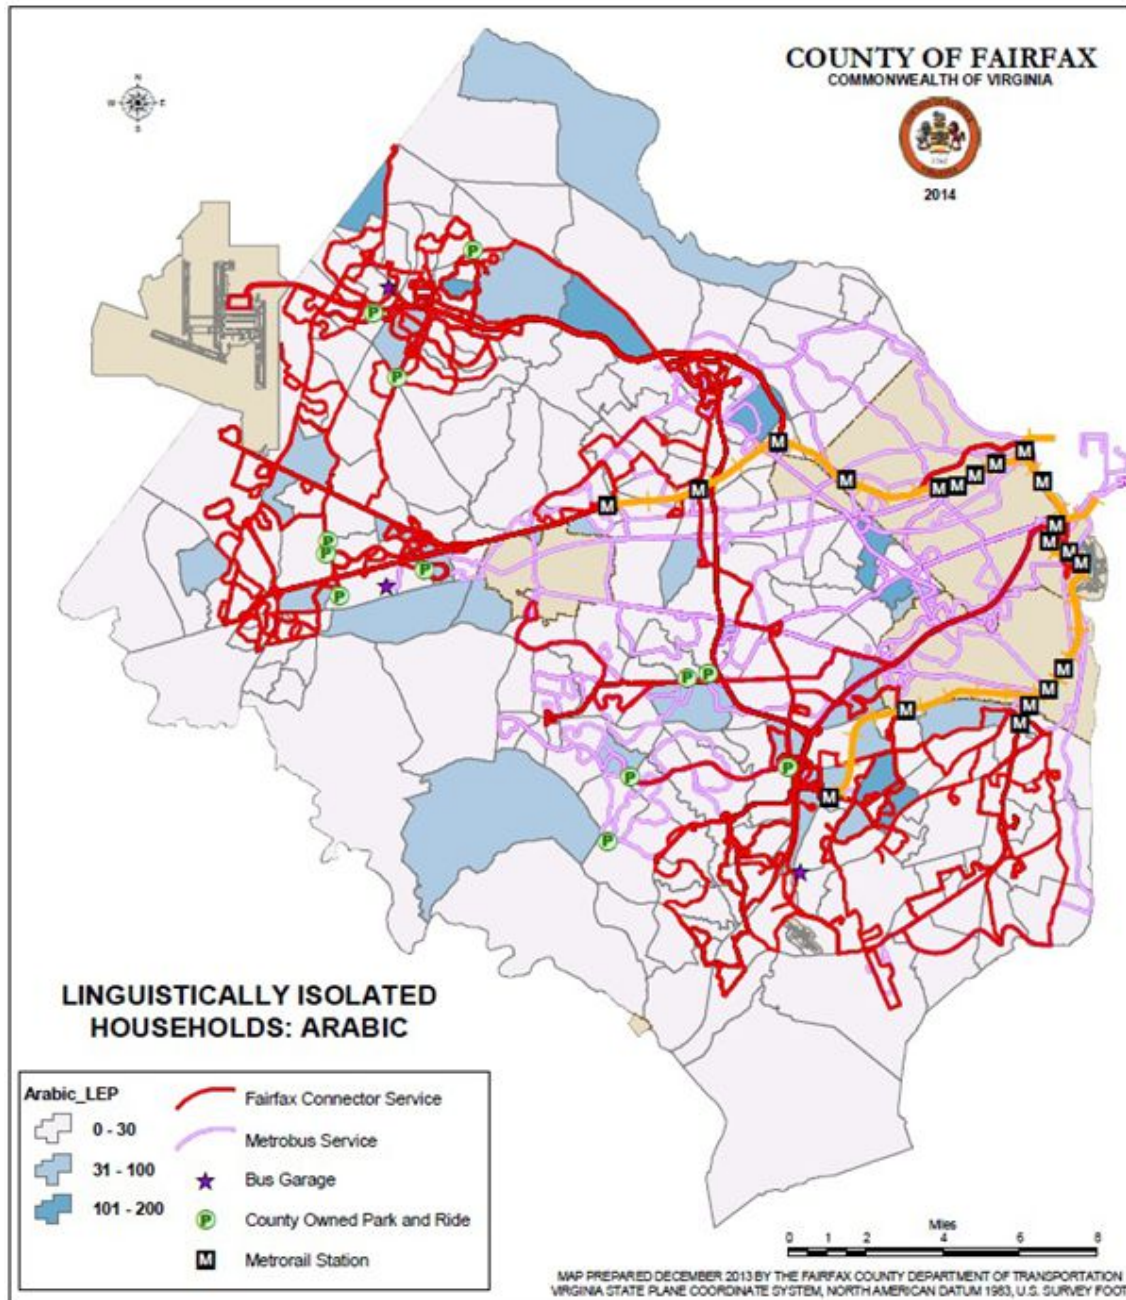 COUNTY OF FAIRFAX
COMMONWEALTH OF VIRGINIA
2014
N
W E
S
P
P
P
M
M
M
M
M
M
M
M
M
M
P
P
P
P
M
M
M
M
P
P
M
M
M
M
M
P
P
M
P
LINGUISTICALLY ISOLATED
HOUSEHOLDS: ARABIC
Arabic_LEP
0 - 30
31 - 100
101 - 200
Fairfax Connector Service
Metrobus Service
Bus Garage
P County Owned Park and Ride
M Metrorail Station
Miles
0 1 2 4 6 8
MAP PREPARED DECEMBER 2013 BY THE FAIRFAX COUNTY DEPARTMENT OF TRANSPORTATION
VIRGINIA STATE PLANE COORDINATE SYSTEM, NORTH AMERICAN DATUM 1983, U.S. SURVEY FOOT